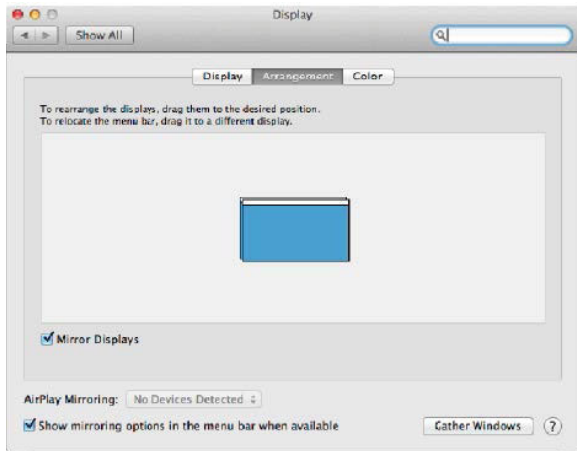 Display
Show All
Display Arrangement Color
To rearrange the displays, drag them to the desired position.
To relocate the menu bar, drag it to a different display.
Mirror Displays
AirPlay Mirroring: No Devices Detected
Show mirroring options in the menu bar when available
Gather Windows ?